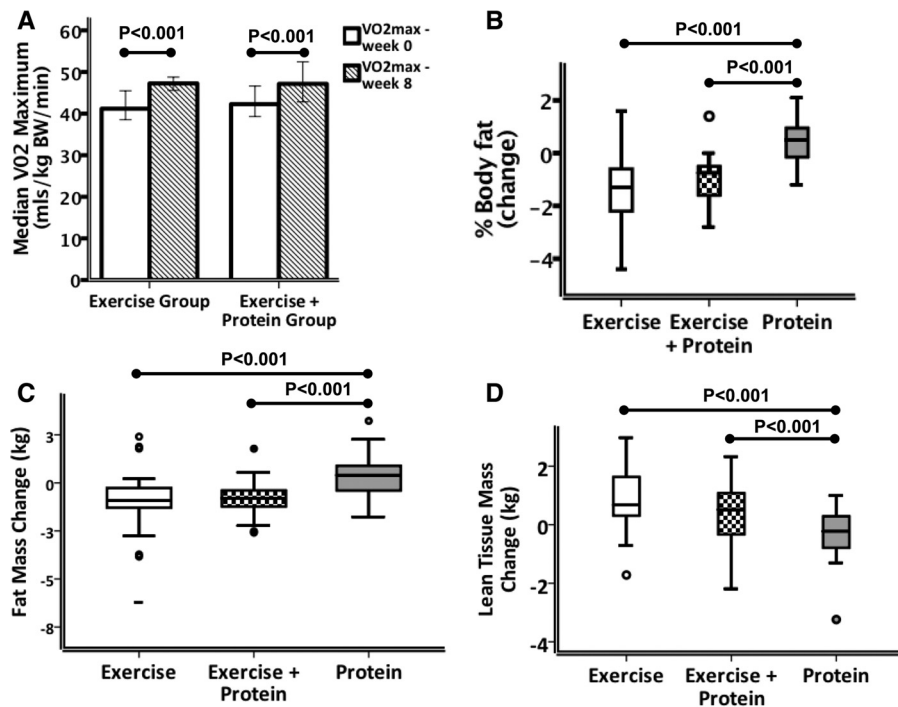 A
P<0.001
P<0.001
VO2max -
week 0
VO2max -
week 8
60
50
40
30
20
10
0
Median VO2 Maximum
(mls/kg BW/min)
Exercise Group
Exercise +
Protein Group
B
P<0.001
P<0.001
2
0
−2
−4
% Body fat
(change)
Exercise
Exercise
+ Protein
Protein
C
P<0.001
P<0.001
3
0
-3
-5
-8
Fat Mass Change (kg)
Exercise
Exercise +
Protein
Protein
D
P<0.001
P<0.001
2
0
-2
-4
Lean Tissue Mass
Change (kg)
Exercise
Exercise +
Protein
Protein